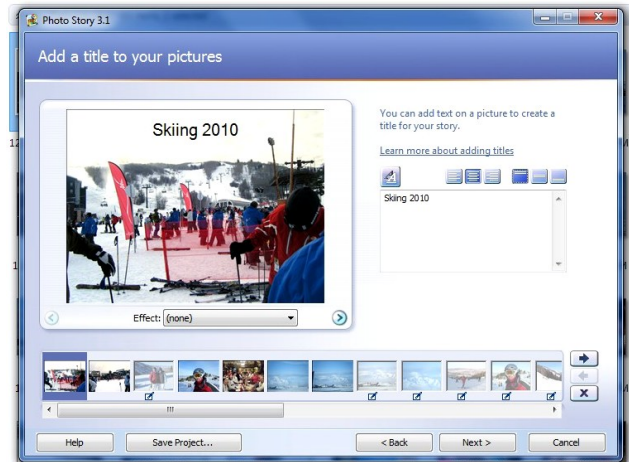 Photo Story 3.1
Add a title to your pictures
Skiing 2010
You can add text on a picture to create a
title for your story.
Learn more about adding titles
Skiing 2010
Effect: (none)
Help
Save Project...
< Back
Next >
Cancel